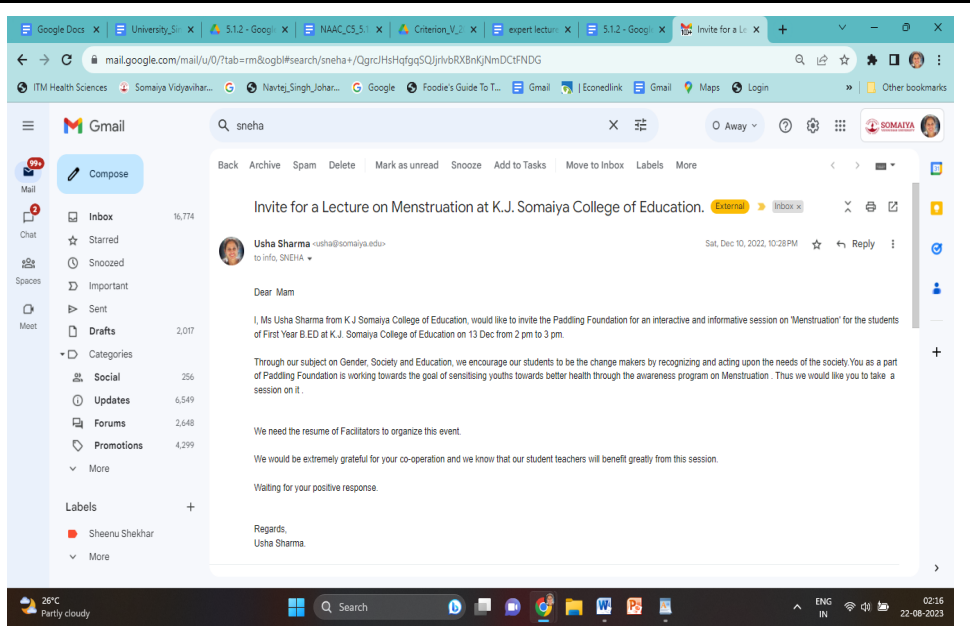 Google Docs
University_Sir
5.1.2 - Googl
NAAC_C5_5.1
Criterion_V_2
expert lecture
5.1.2 - Googl
Invite for a Le
mail.google.com/mail/u/0/?tab=rm&ogbl#search/sneha+/
ITM Health Sciences Somaiya Vidyavihar... Navtej_Singh_Johar... Google Foodie's Guide To T... Gmail | Econedlink Gmail Maps Login » Other bookmarks
Gmail
sneha
Away
SOMAIYA
99+
Mail
2
Chat
Spaces
Meet
Compose
Inbox 16,774
Starred
Snoozed
Important
Sent
Drafts 2,017
Categories
Social 256
Updates 6,549
Forums 2,648
Promotions 4,299
More
Labels +
Sheenu Shekhar
More
Back Archive Spam Delete Mark as unread Snooze Add to Tasks Move to Inbox Labels More
Invite for a Lecture on Menstruation at K.J. Somaiya College of Education. External Inbox x
Usha Sharma <usha@somaiya.edu> Sat, Dec 10, 2022, 10:28 PM Reply
to info, SNEHA
Dear Mam
I, Ms Usha Sharma from K J Somaiya College of Education, would like to invite the Paddling Foundation for an interactive and informative session on 'Menstruation' for the students
of First Year B.ED at K.J. Somaiya College of Education on 13 Dec from 2 pm to 3 pm.
Through our subject on Gender, Society and Education, we encourage our students to be the change makers by recognizing and acting upon the needs of the society.You as a part
of Paddling Foundation is working towards the goal of sensitising youths towards better health through the awareness program on Menstruation . Thus we would like you to take a
session on it .
We need the resume of Facilitators to organize this event.
We would be extremely grateful for your co-operation and we know that our student teachers will benefit greatly from this session.
Waiting for your positive response.
Regards,
Usha Sharma.
26°C
Partly cloudy
Search
ENG
IN
02:16
22-08-2023